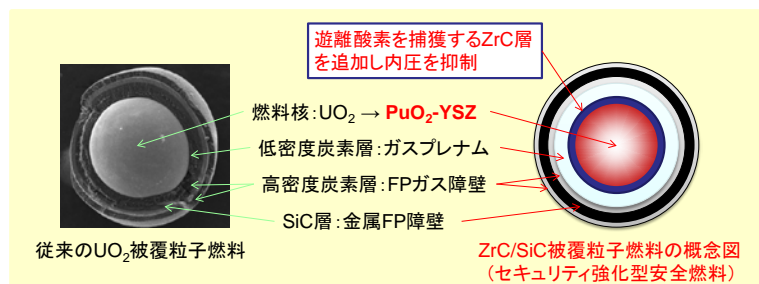 遊離酸素を捕獲するZrC層
を追加し内圧を抑制
燃料核：UO₂ → PuO₂-YSZ
低密度炭素層：ガスプレナム
高密度炭素層：FPガス障壁
SiC層：金属FP障壁
従来のUO₂被覆粒子燃料
ZrC/SiC被覆粒子燃料の概念図
（セキュリティ強化型安全燃料）